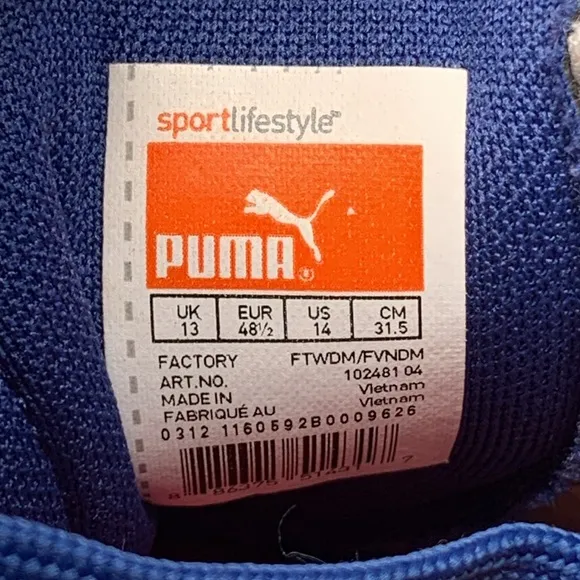 sportlifestyle™
PUMA®
UK EUR US CM
13 48½ 14 31.5
FACTORY FTWDM/FVNDM
ART.NO. 102481 04
MADE IN Vietnam
FABRIQUÉ AU Vietnam
0312 1160592B0009626